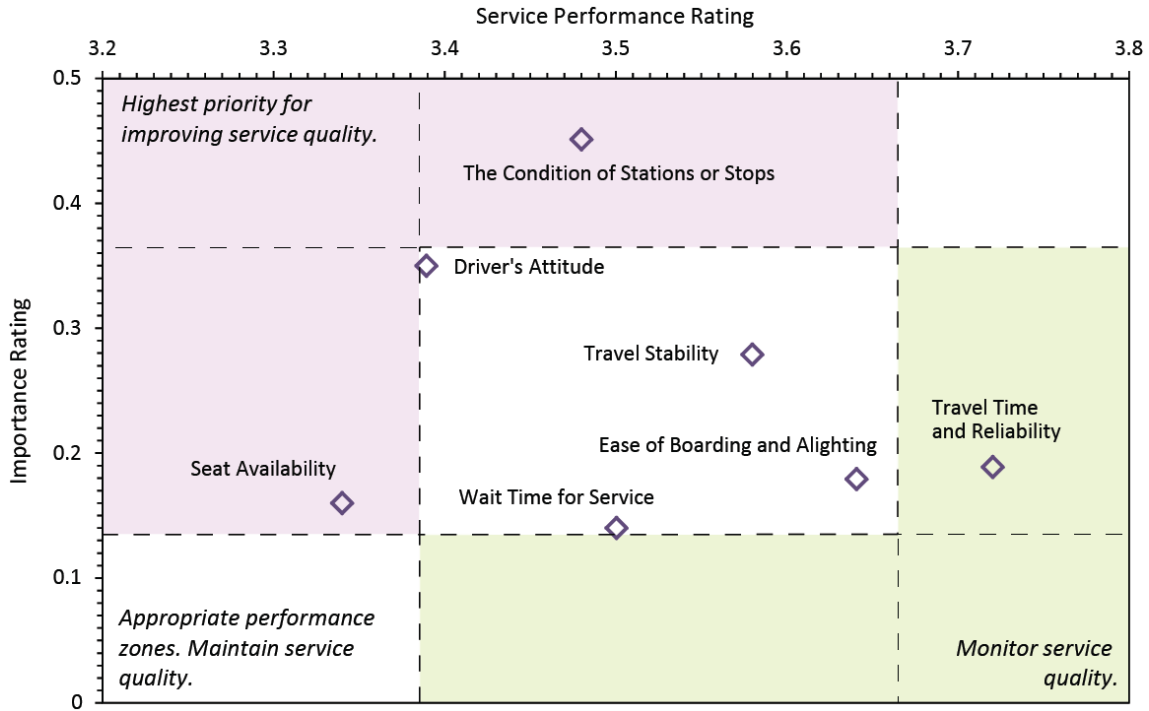 Service Performance Rating
3.2
3.3
3.4
3.5
3.6
3.7
3.8
0.5
Highest priority for
improving service quality.
The Condition of Stations or Stops
0.4
Driver's Attitude
0.3
Travel Stability
Importance Rating
Travel Time
and Reliability
Ease of Boarding and Alighting
0.2
Seat Availability
Wait Time for Service
0.1
Appropriate performance
zones. Maintain service
quality.
Monitor service
quality.
0